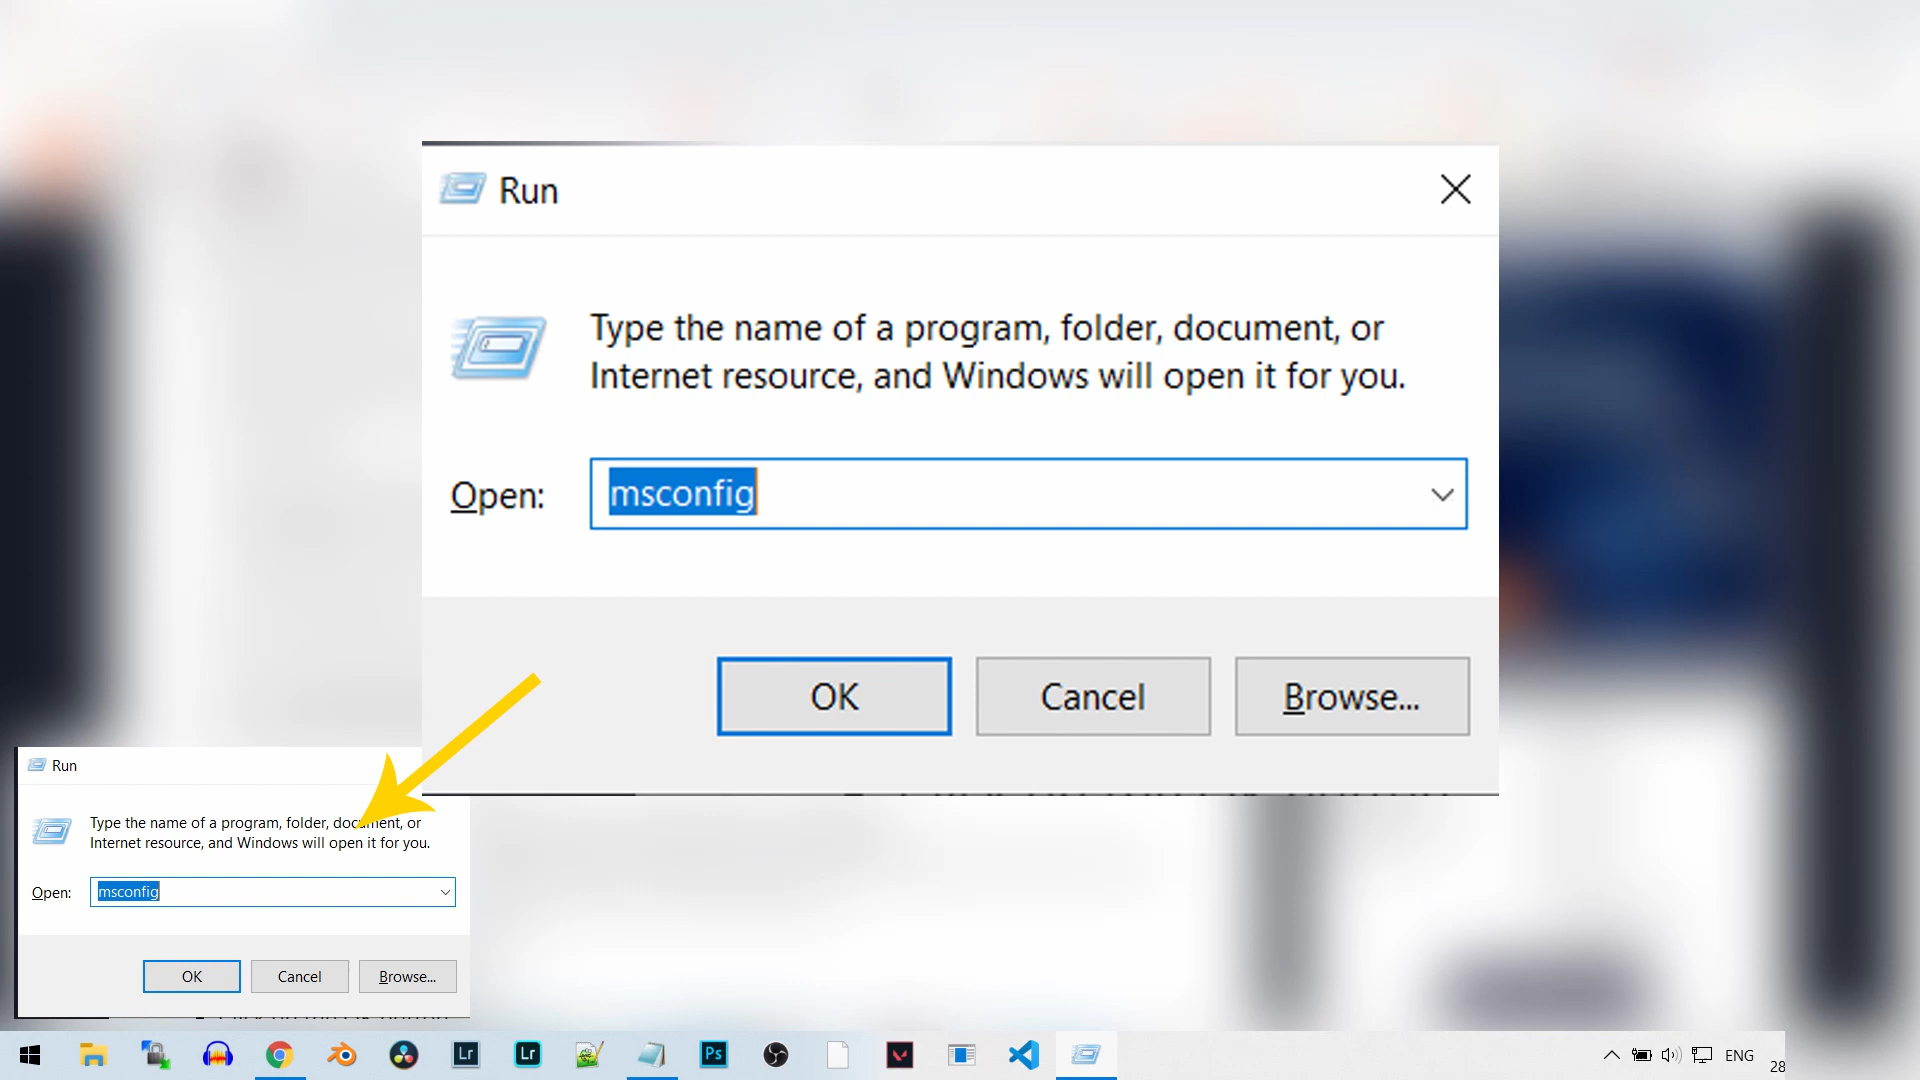 Run
Type the name of a program, folder, document, or
Internet resource, and Windows will open it for you.
Open:
msconfig
OK
Cancel
Browse...
Run
Type the name of a program, folder, document, or
Internet resource, and Windows will open it for you.
Open:
msconfig
OK
Cancel
Browse...
Lr
Lr
Ps
ENG
28